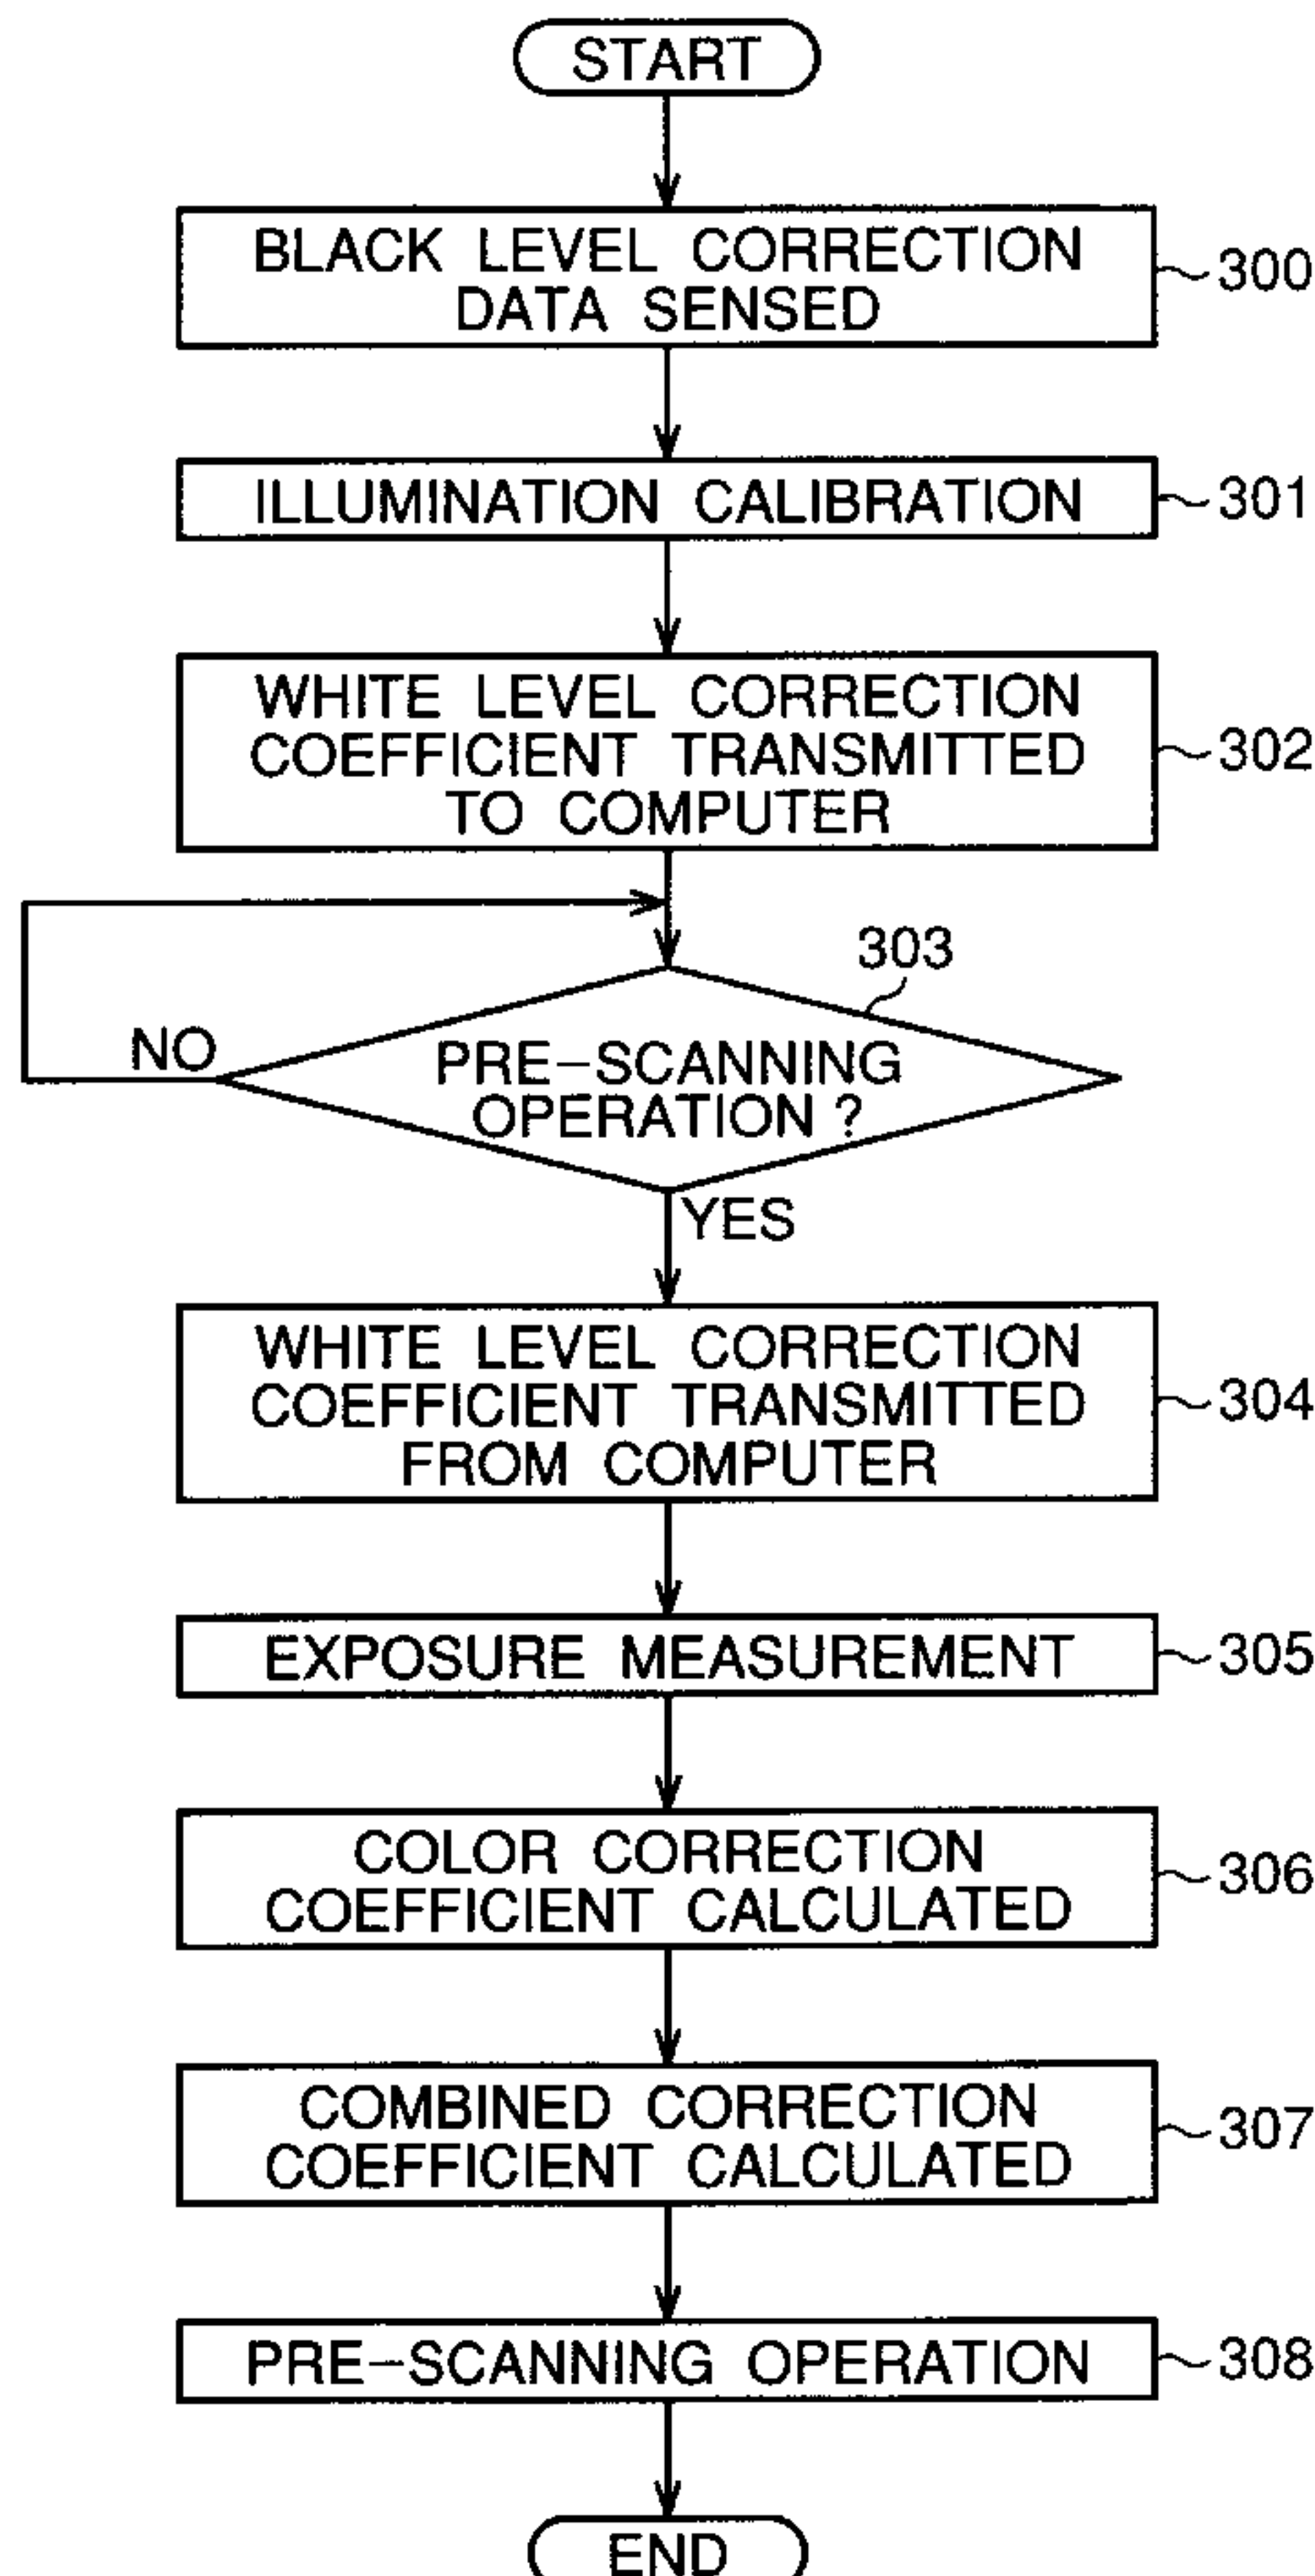 START
BLACK LEVEL CORRECTION
DATA SENSED
300
ILLUMINATION CALIBRATION
301
WHITE LEVEL CORRECTION
COEFFICIENT TRANSMITTED
TO COMPUTER
302
303
NO
PRE-SCANNING
OPERATION ?
YES
WHITE LEVEL CORRECTION
COEFFICIENT TRANSMITTED
FROM COMPUTER
304
EXPOSURE MEASUREMENT
305
COLOR CORRECTION
COEFFICIENT CALCULATED
306
COMBINED CORRECTION
COEFFICIENT CALCULATED
307
PRE-SCANNING OPERATION
308
END